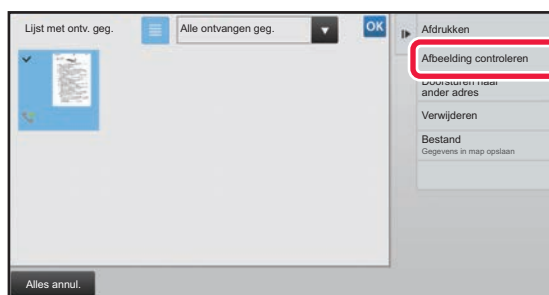 Lijst met ontv. geg.
Alle ontvangen geg.
OK
Afdrukken
Afbeelding controleren
Doorsturen naar
ander adres
Verwijderen
Bestand
Gegevens in map opslaan
Alles annul.